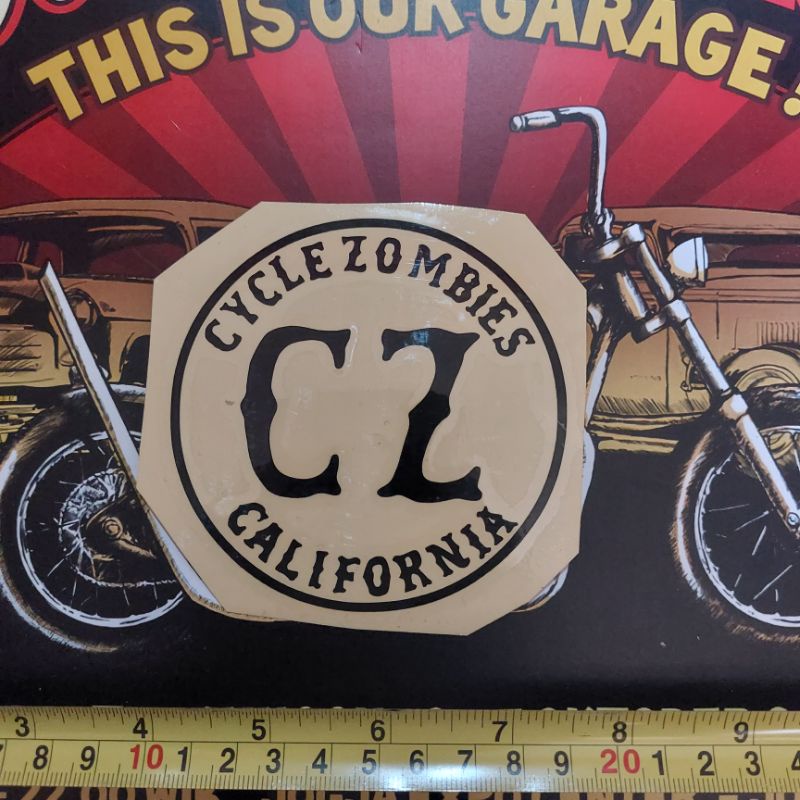 THIS IS OUR GARAGE!
CYCLE ZOMBIES
CZ
CALIFORNIA
3 4 5 6 7 8 9
8 9 10 1 2 3 4 5 6 7 8 9 20 1 2 3 4